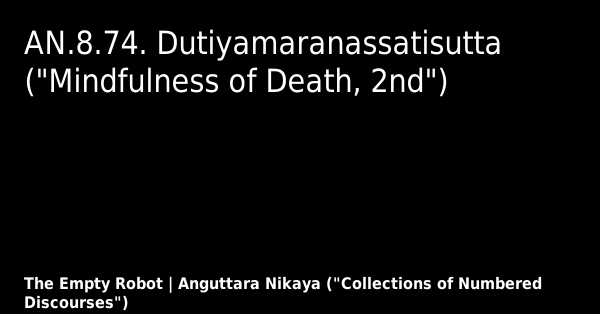 AN.8.74. Dutiyamaranassatisutta
("Mindfulness of Death, 2nd")
The Empty Robot | Anguttara Nikaya ("Collections of Numbered
Discourses")